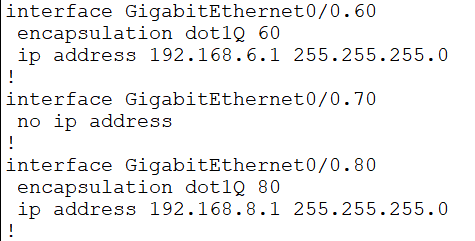 interface GigabitEthernet0/0.60
 encapsulation dot1Q 60
 ip address 192.168.6.1 255.255.255.0
!
interface GigabitEthernet0/0.70
 no ip address
!
interface GigabitEthernet0/0.80
 encapsulation dot1Q 80
 ip address 192.168.8.1 255.255.255.0
!